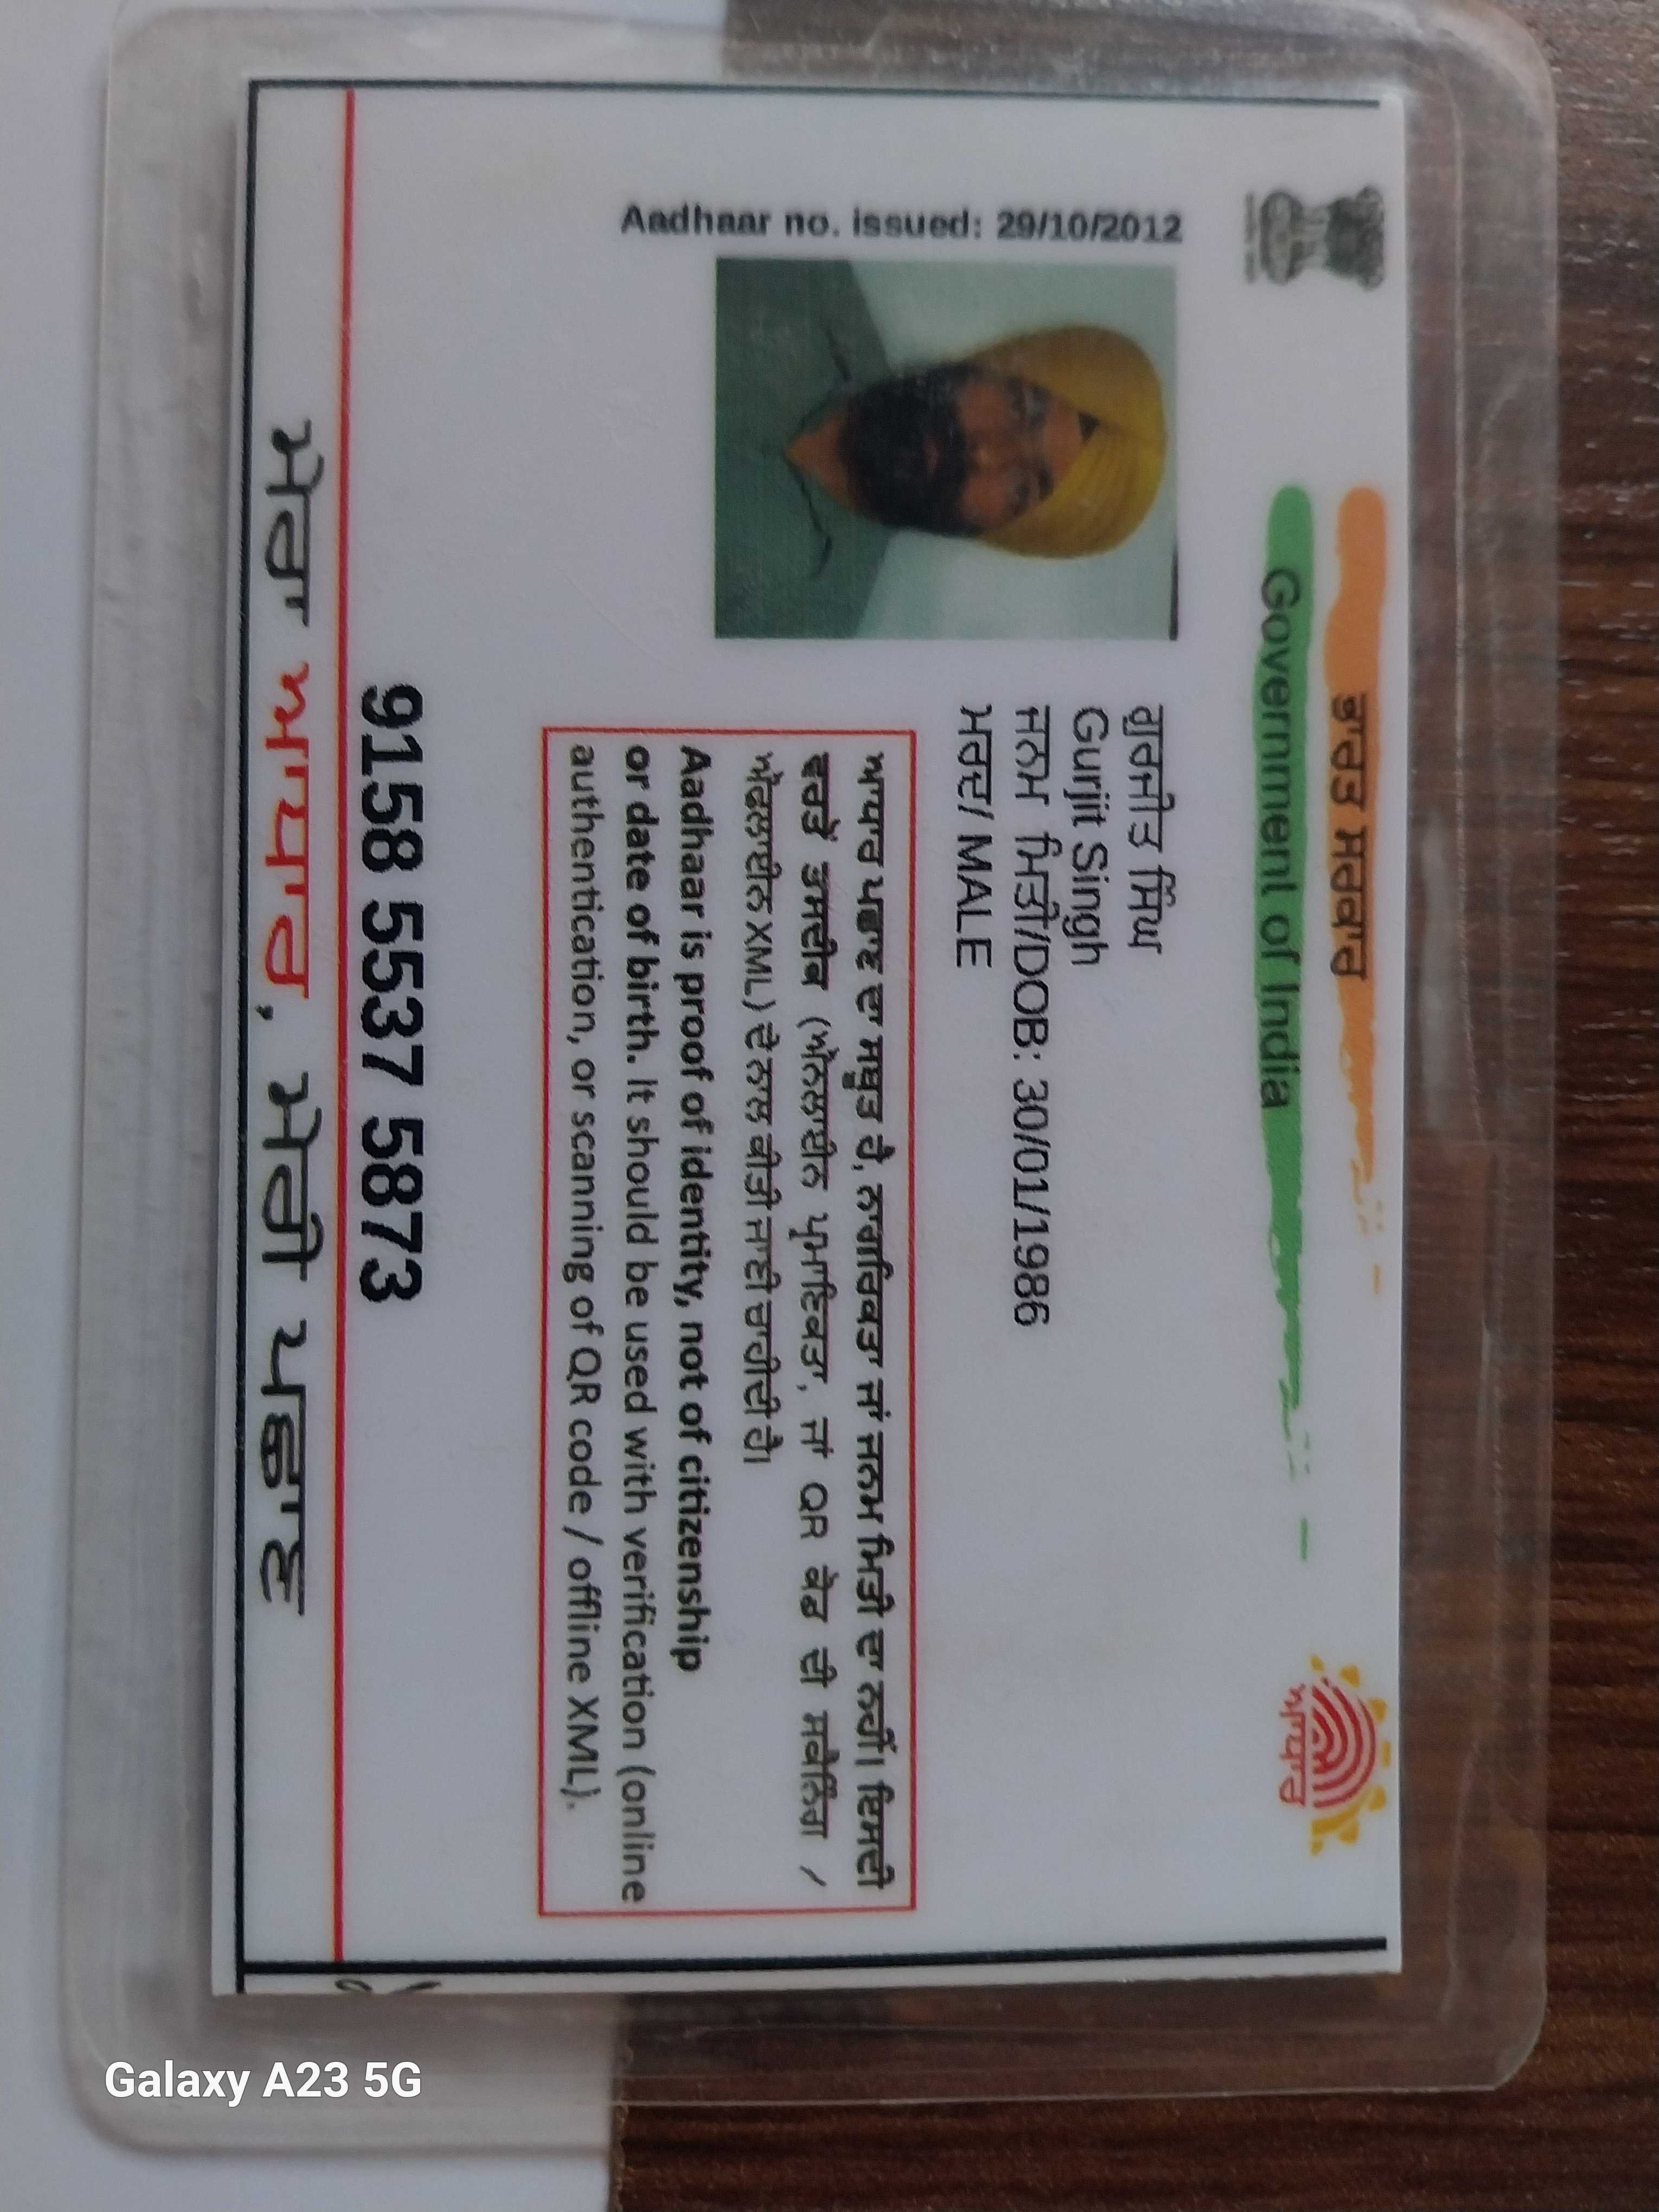 ਭਾਰਤ ਸਰਕਾਰ
Government of India
ਆਧਾਰ
Aadhaar no. issued: 29/10/2012
ਗੁਰਜੀਤ ਸਿੰਘ
Gurjit Singh
ਜਨਮ ਮਿਤੀ/DOB: 30/01/1986
ਮਰਦ/ MALE
ਆਧਾਰ ਪਛਾਣ ਦਾ ਸਬੂਤ ਹੈ, ਨਾਗਰਿਕਤਾ ਜਾਂ ਜਨਮ ਮਿਤੀ ਦਾ ਨਹੀਂ। ਇਸਦੀ
ਵਰਤੋਂ ਤਸਦੀਕ (ਔਨਲਾਈਨ ਪ੍ਰਮਾਣਿਕਤਾ, ਜਾਂ QR ਕੋਡ ਦੀ ਸਕੈਨਿੰਗ /
ਔਫਲਾਈਨ XML) ਦੇ ਨਾਲ ਕੀਤੀ ਜਾਣੀ ਚਾਹੀਦੀ ਹੈ।
Aadhaar is proof of identity, not of citizenship
or date of birth. It should be used with verification (online
authentication, or scanning of QR code / offline XML).
9158 5537 5873
ਮੇਰਾ ਆਧਾਰ, ਮੇਰੀ ਪਛਾਣ
Galaxy A23 5G